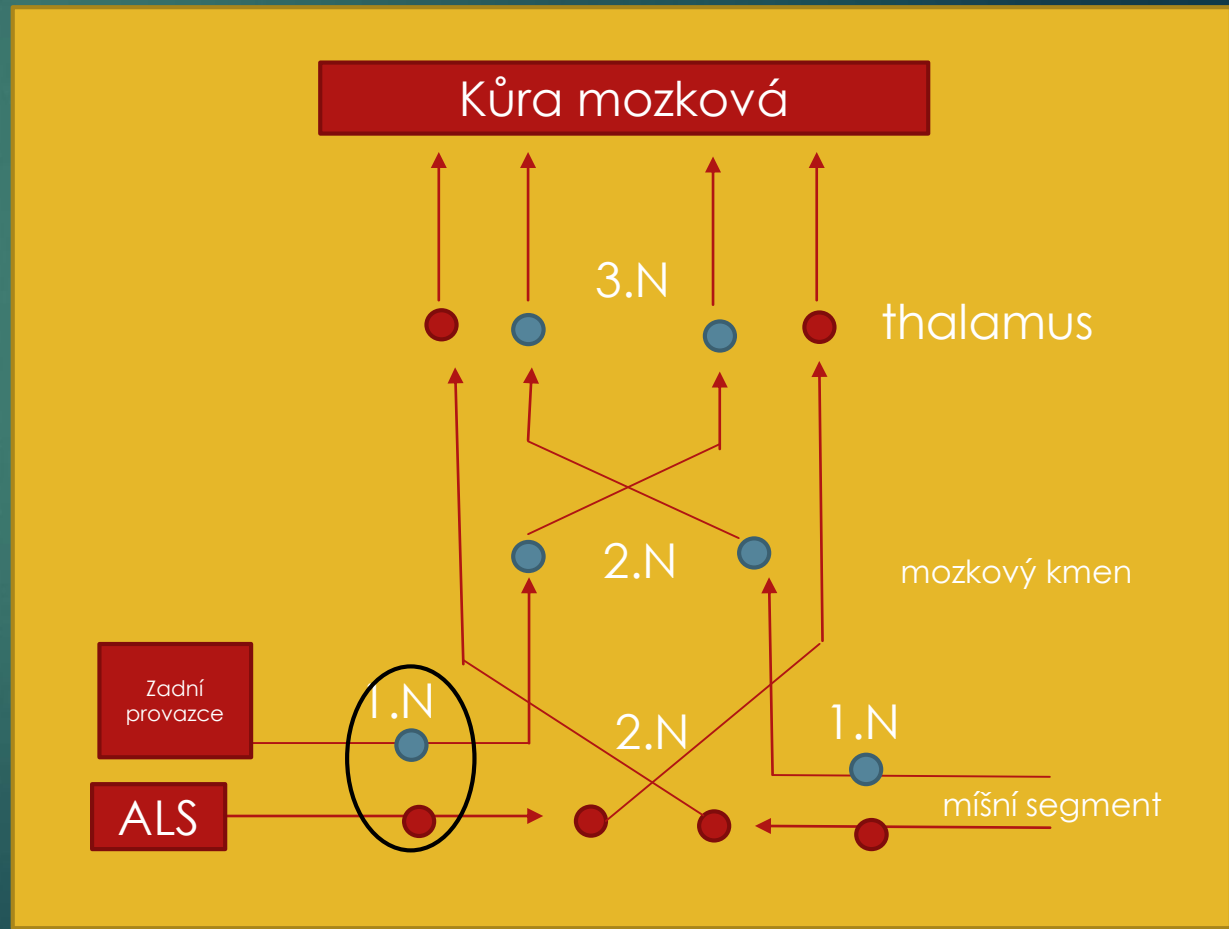 Kůra mozková
3.N
thalamus
2.N
mozkový kmen
Zadní
provazce
1.N
2.N
1.N
ALS
míšní segment